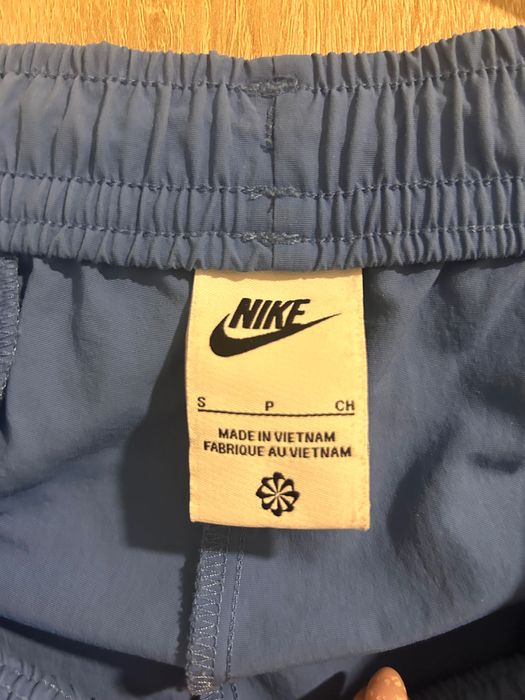 NIKE
S P CH
MADE IN VIETNAM
FABRIQUE AU VIETNAM